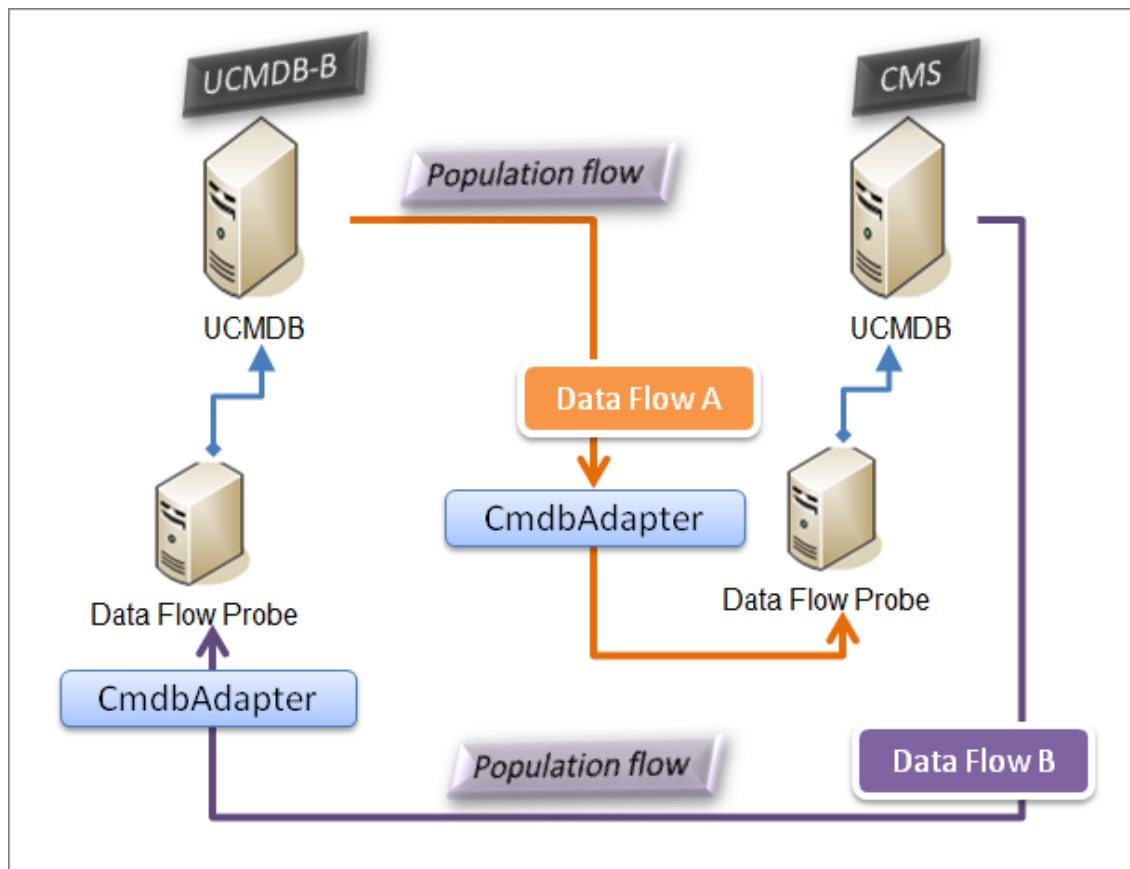 UCMDB-B
CMS
Population flow
UCMDB
UCMDB
Data Flow A
CmdbAdapter
Data Flow Probe
Data Flow Probe
CmdbAdapter
Population flow
Data Flow B